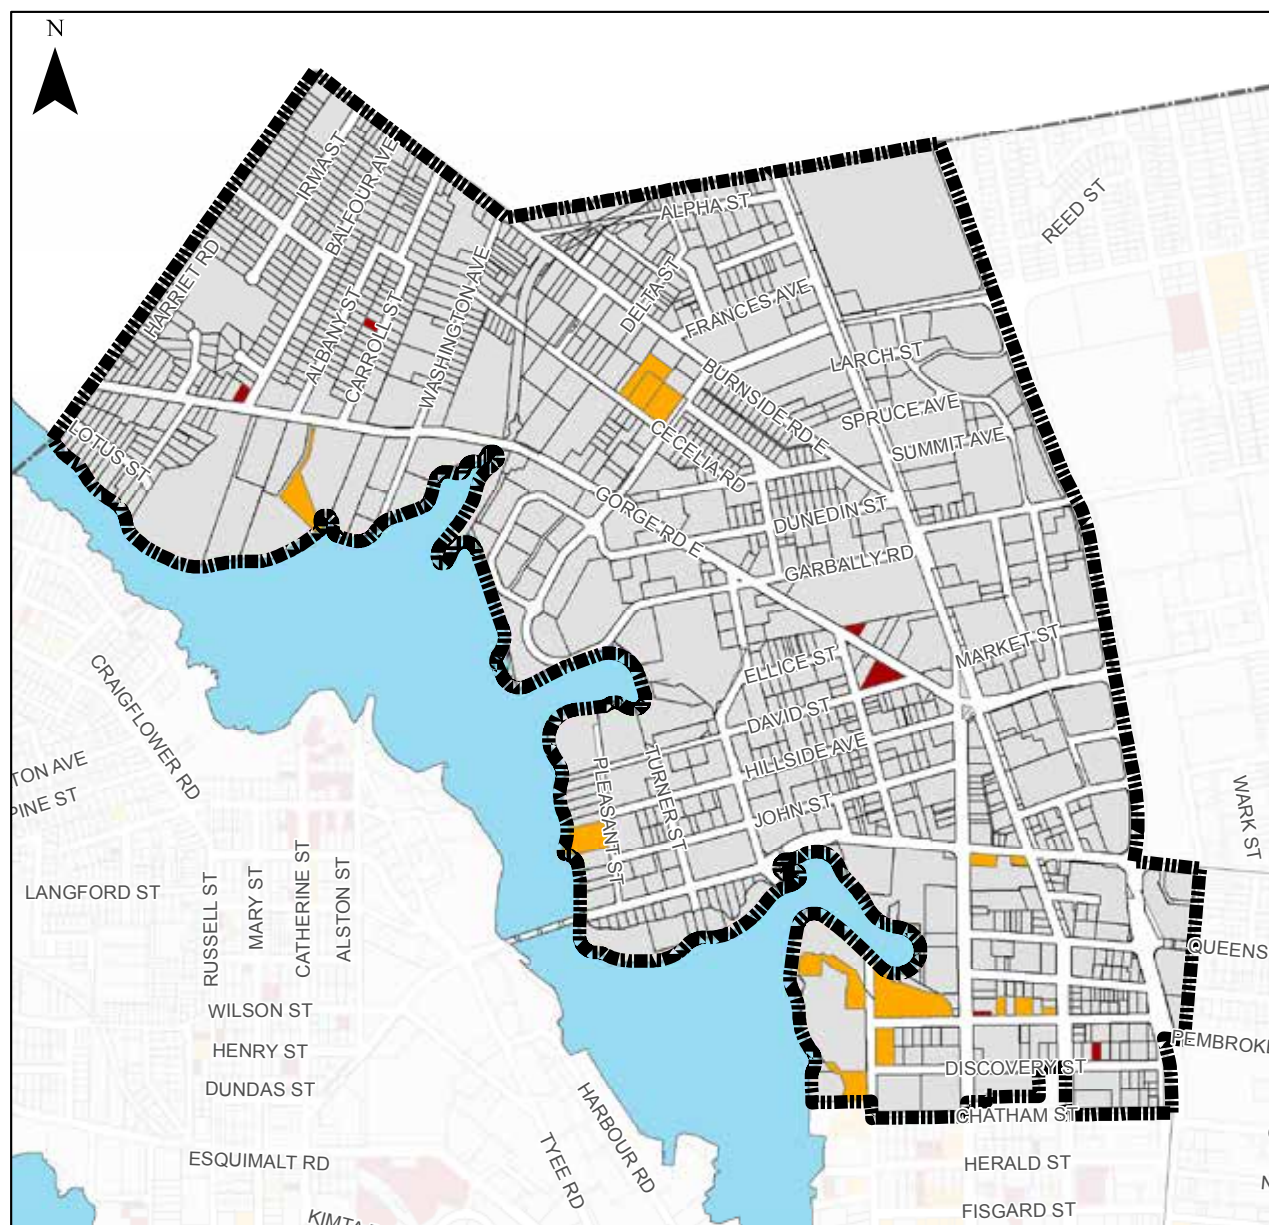 N
IRMA ST
BALFOUR AVE
ALPHA ST
REED ST
HARRIET RD
WASHINGTON AVE
DELTA ST
FRANCES AVE
ALBANY ST
CARROLL ST
LARCH ST
BURNSIDE RD E
SPRUCE AVE
SUMMIT AVE
CECELIA RD
LOTUS ST
GORGE RD E
DUNEDIN ST
GARBALLY RD
MARKET ST
ELLICE ST
CRAIGFLOWER RD
DAVID ST
HILLSIDE AVE
TON AVE
PINE ST
PLEASANT ST
TURNER ST
JOHN ST
WARK ST
LANGFORD ST
RUSSELL ST
MARY ST
CATHERINE ST
ALSTON ST
QUEENS
WILSON ST
PEMBROKE
HENRY ST
DISCOVERY ST
DUNDAS ST
CHATHAM ST
HARBOUR RD
TYEE RD
ESQUIMALT RD
HERALD ST
FISGARD ST